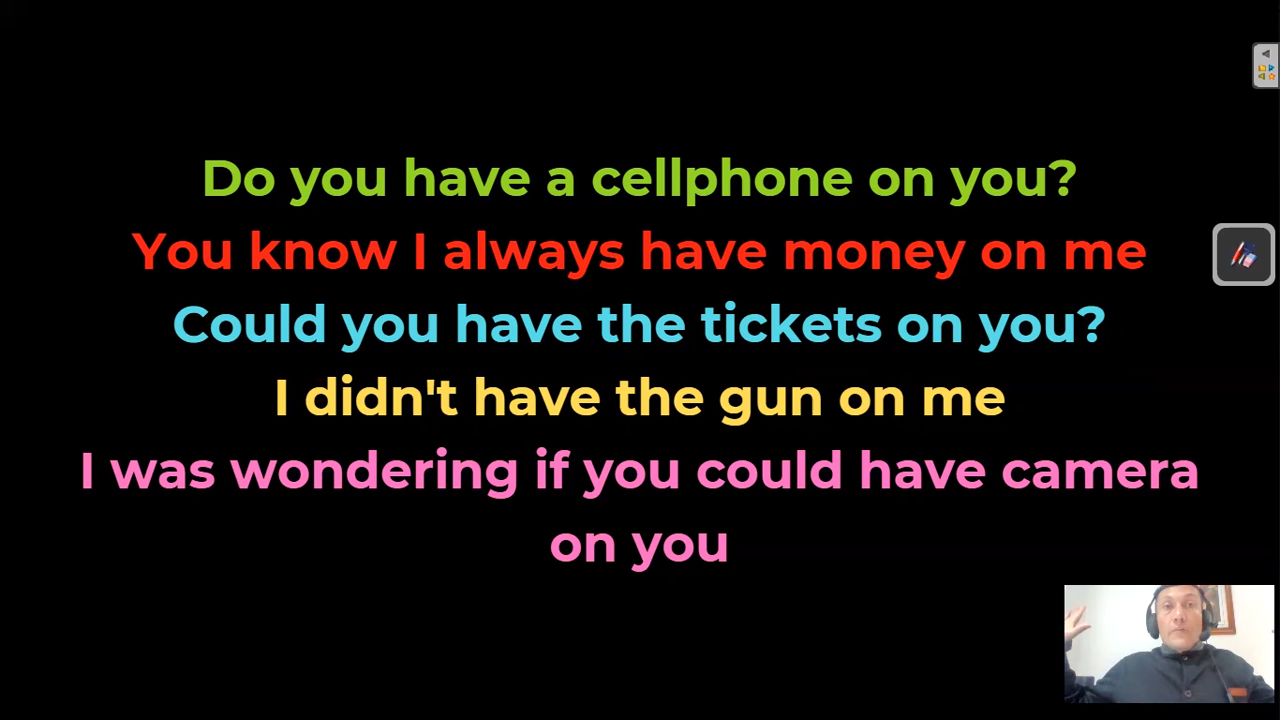 Do you have a cellphone on you?
You know I always have money on me
Could you have the tickets on you?
I didn't have the gun on me
I was wondering if you could have camera
on you